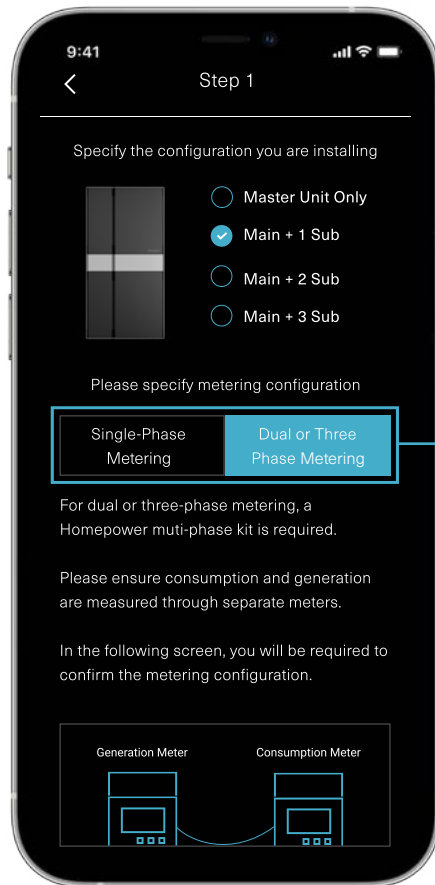 9:41
Step 1
Specify the configuration you are installing
Master Unit Only
Main + 1 Sub
Main + 2 Sub
Main + 3 Sub
Please specify metering configuration
Single-Phase
Metering
Dual or Three
Phase Metering
For dual or three-phase metering, a
Homepower muti-phase kit is required.
Please ensure consumption and generation
are measured through separate meters.
In the following screen, you will be required to
confirm the metering configuration.
Generation Meter
Consumption Meter